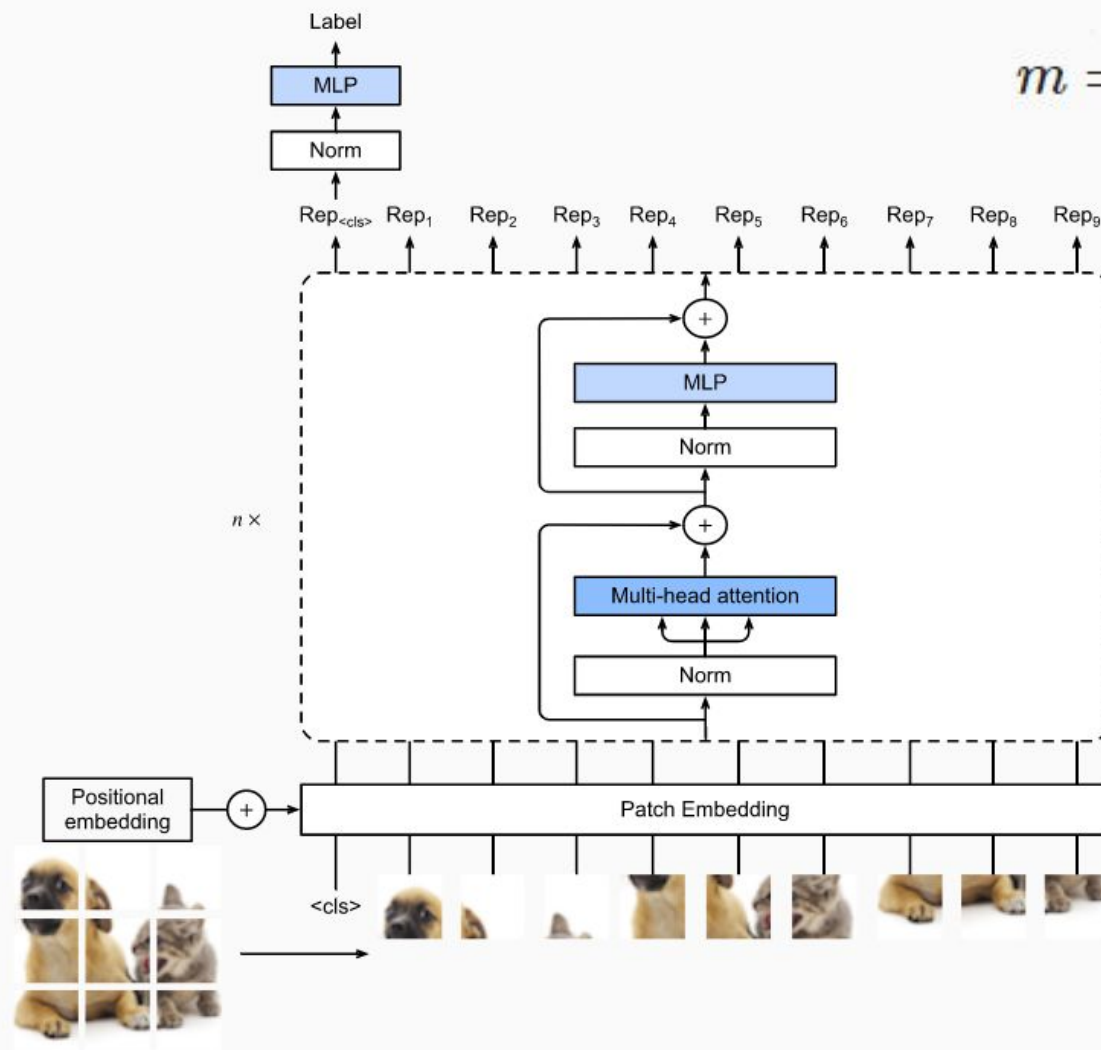 Label
MLP
m =
Norm
Rep<cls> Rep1 Rep2 Rep3 Rep4 Rep5 Rep6 Rep7 Rep8 Rep9
+
MLP
Norm
n ×
+
Multi-head attention
Norm
Positional
embedding
+
Patch Embedding
<cls>